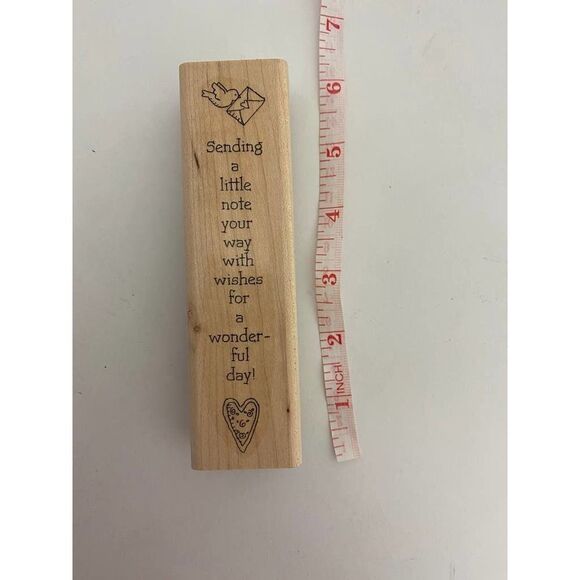 Sending
a
little
note
your
way
with
wishes
for
a
wonder-
ful
day!
7
6
5
4
3
2
1 INCH